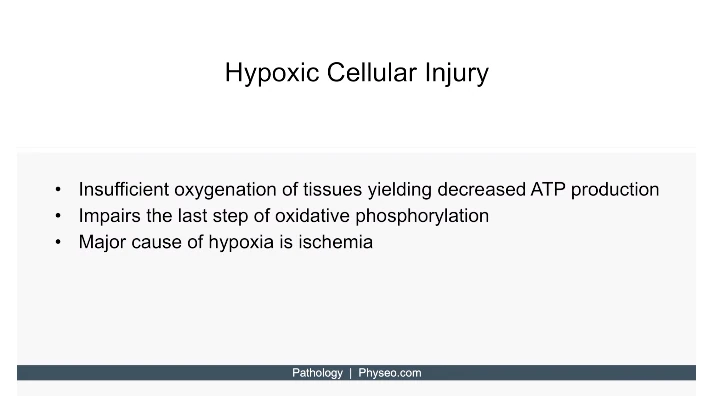 Hypoxic Cellular Injury
• Insufficient oxygenation of tissues yielding decreased ATP production
• Impairs the last step of oxidative phosphorylation
• Major cause of hypoxia is ischemia
Pathology | Physeo.com